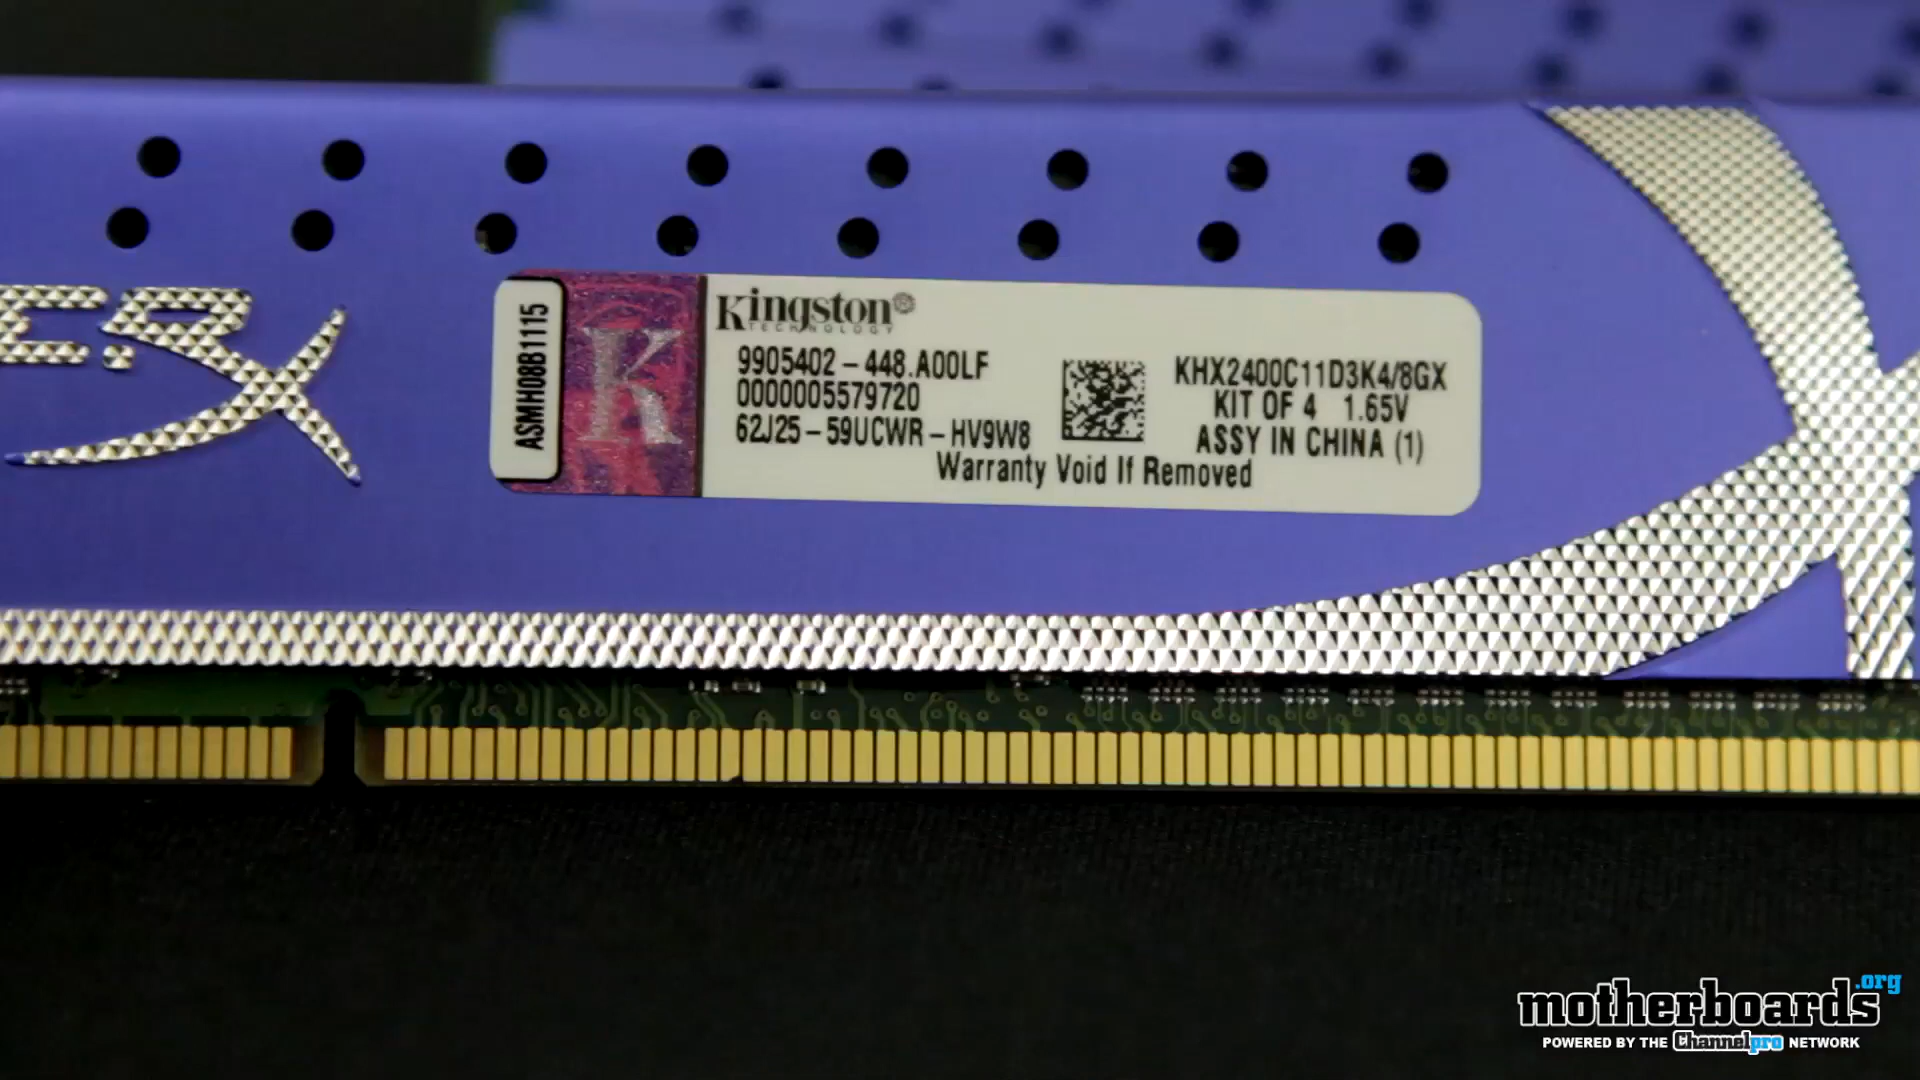 ASMH08B1115
K
Kingston®
TECHNOLOGY
9905402-448.A00LF
0000005579720
62J25-59UCWR-HV9W8
KHX2400C11D3K4/8GX
KIT OF 4 1.65V
ASSY IN CHINA (1)
Warranty Void If Removed
motherboards.org
POWERED BY THE Channelpro NETWORK